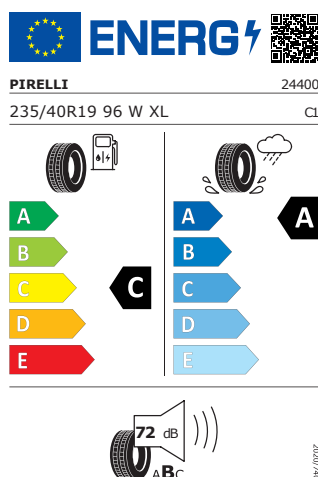 ENERG
PIRELLI 24400
235/40R19 96 W XL C1
A A A
B B
C C C
D D
E E
72 dB
ABC